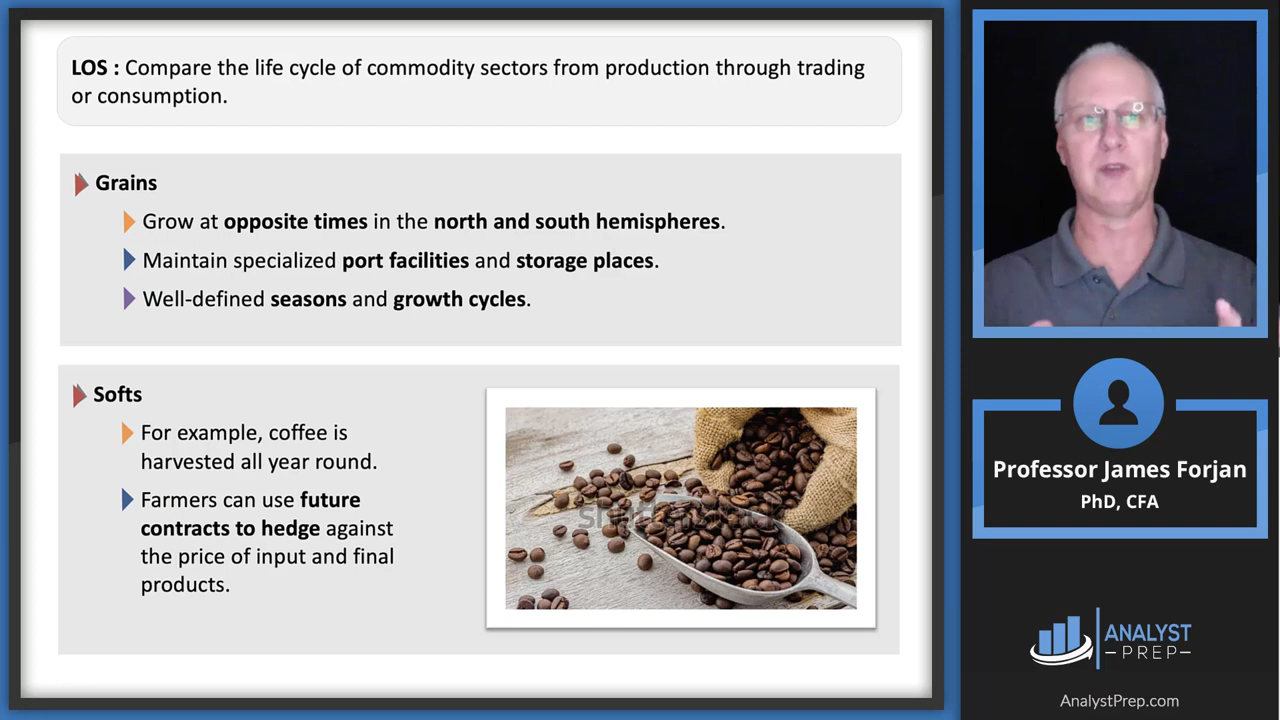 LOS : Compare the life cycle of commodity sectors from production through trading
or consumption.
Grains
Grow at opposite times in the north and south hemispheres.
Maintain specialized port facilities and storage places.
Well-defined seasons and growth cycles.
Softs
For example, coffee is
harvested all year round.
Farmers can use future
contracts to hedge against
the price of input and final
products.
Professor James Forjan
PhD, CFA
ANALYST
PREP
AnalystPrep.com